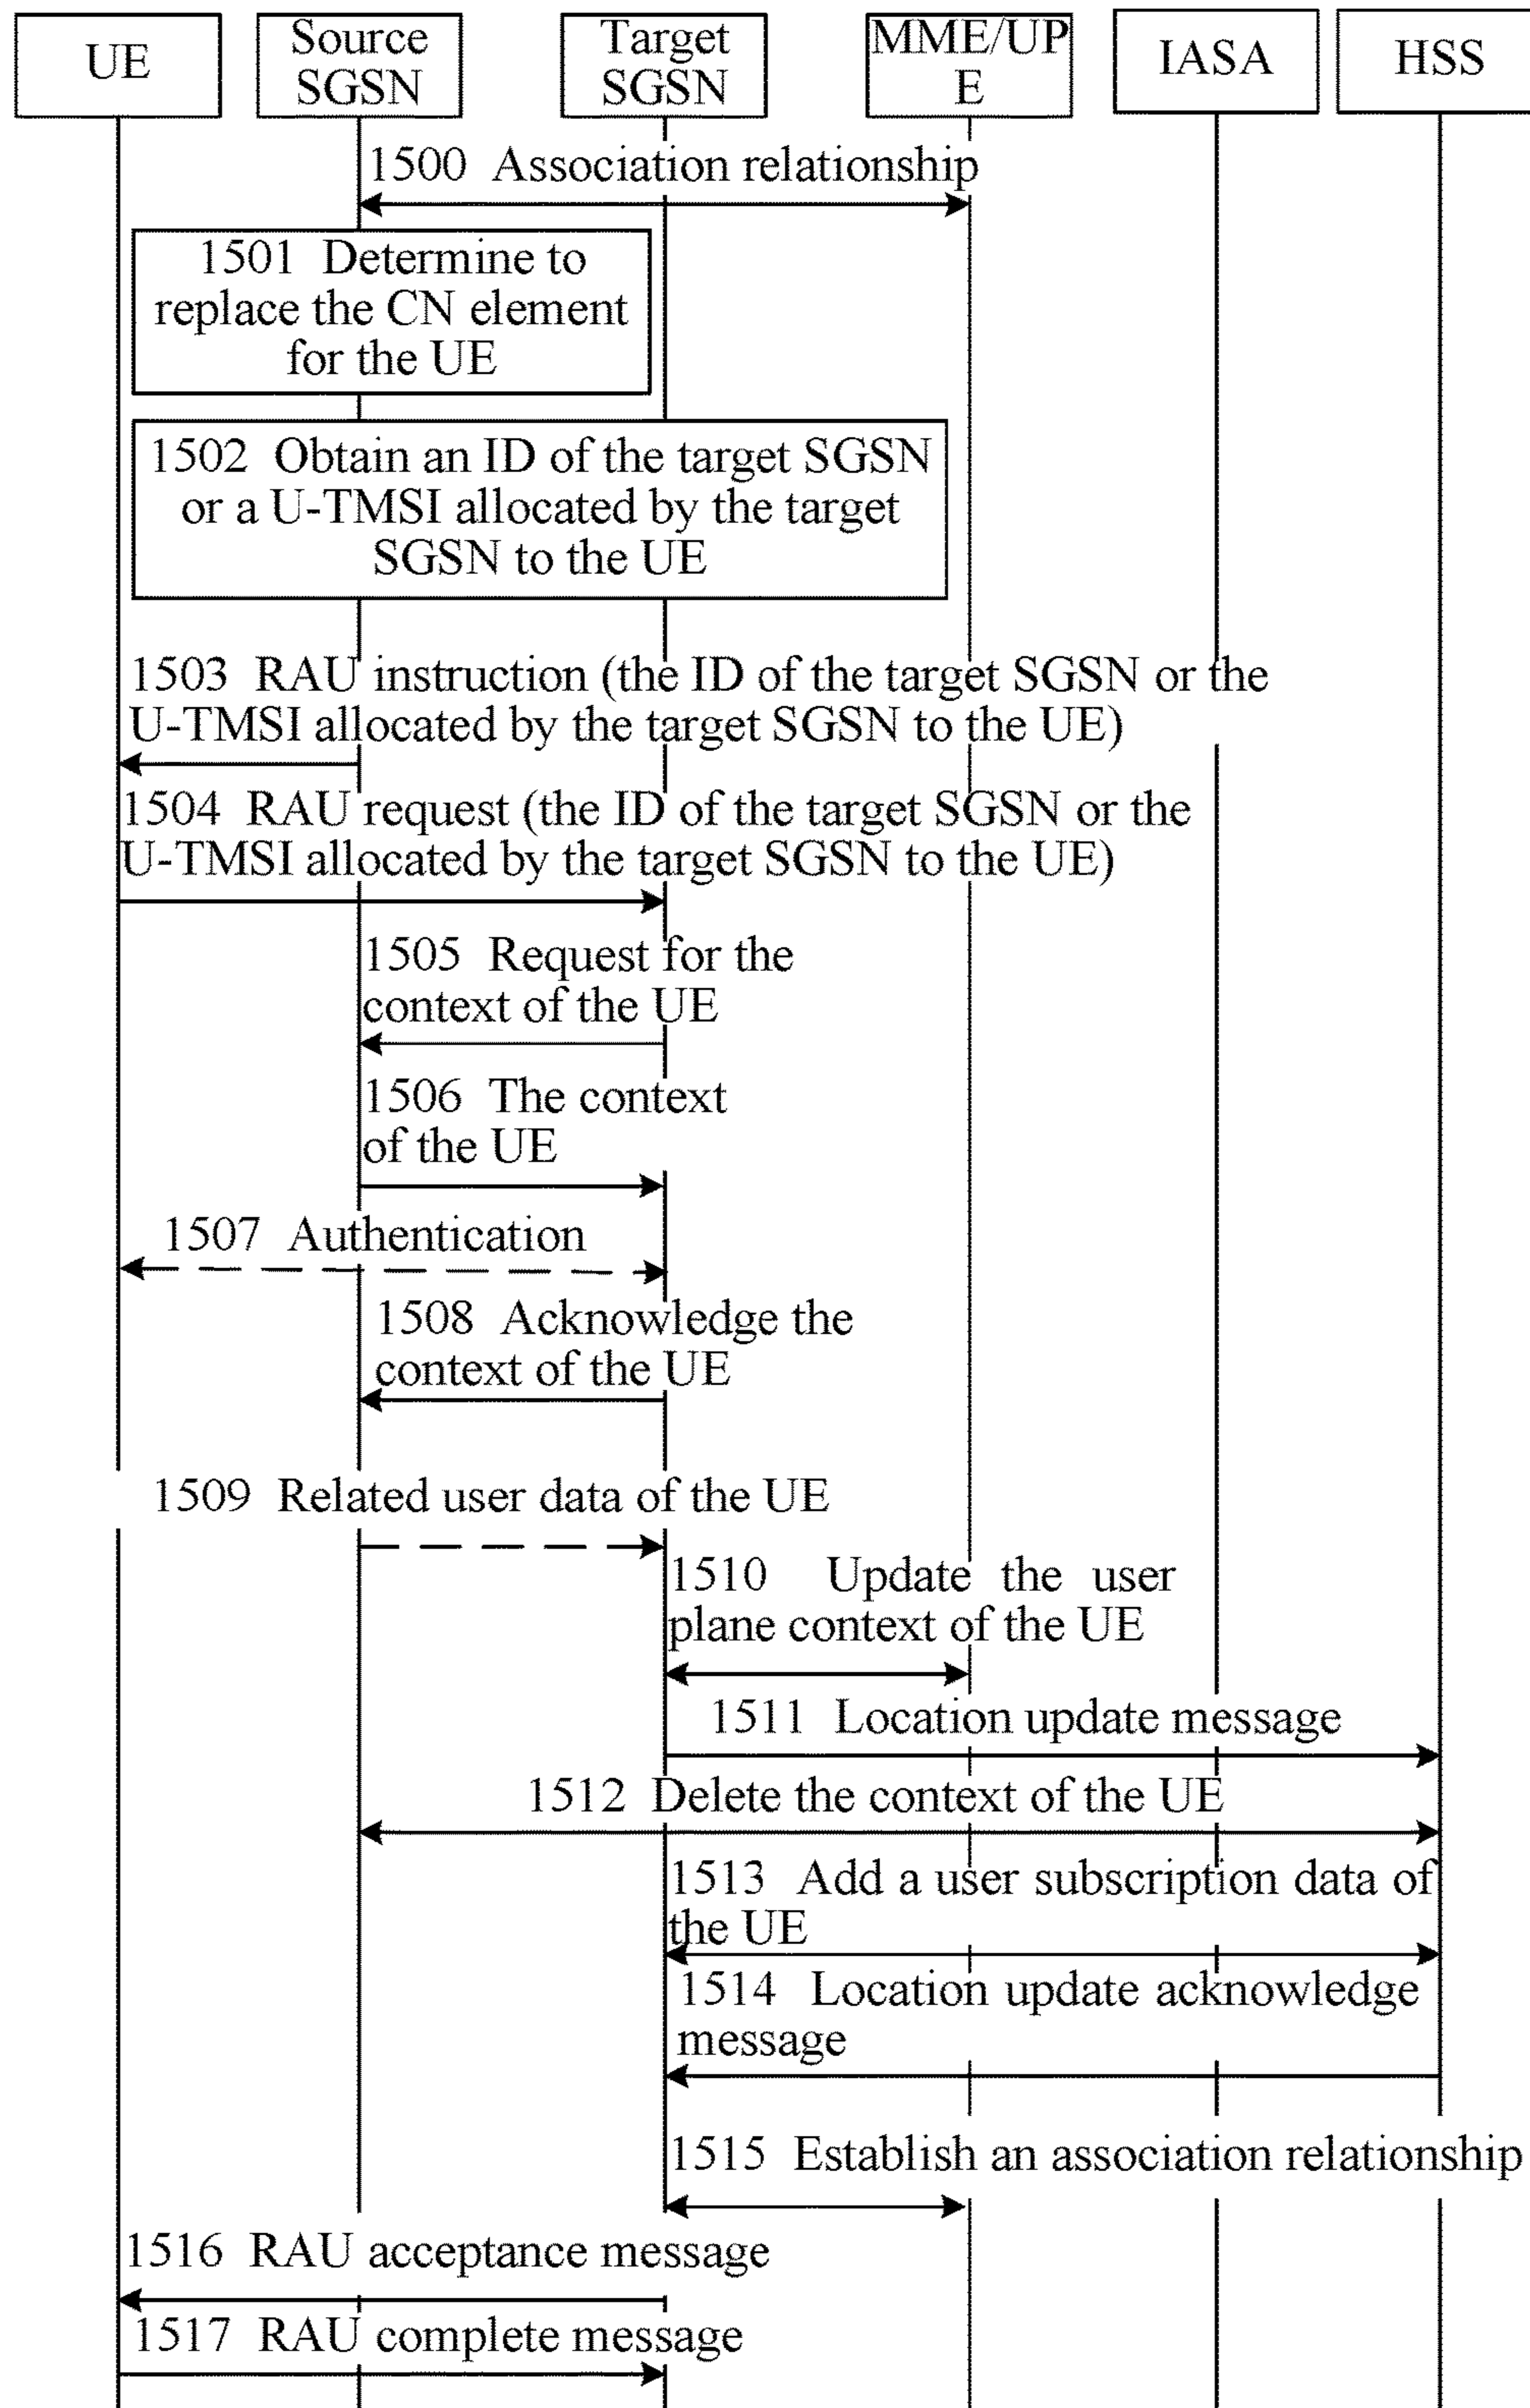 UE
Source
SGSN
Target
SGSN
MME/UP
E
IASA
HSS
1500 Association relationship
1501 Determine to
replace the CN element
for the UE
1502 Obtain an ID of the target SGSN
or a U-TMSI allocated by the target
SGSN to the UE
1503 RAU instruction (the ID of the target SGSN or the
U-TMSI allocated by the target SGSN to the UE)
1504 RAU request (the ID of the target SGSN or the
U-TMSI allocated by the target SGSN to the UE)
1505 Request for the
context of the UE
1506 The context
of the UE
1507 Authentication
1508 Acknowledge the
context of the UE
1509 Related user data of the UE
1510 Update the user
plane context of the UE
1511 Location update message
1512 Delete the context of the UE
1513 Add a user subscription data of
the UE
1514 Location update acknowledge
message
1515 Establish an association relationship
1516 RAU acceptance message
1517 RAU complete message